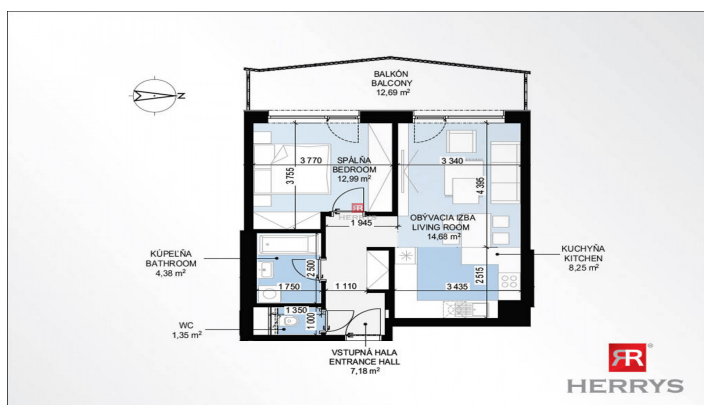 BALKÓN
BALCONY
12,69 m²
N
3 770
3 755
SPÁLŇA
BEDROOM
12,99 m²
3 340
4 395
RR
HERRYS
1 945
OBÝVACIA IZBA
LIVING ROOM
14,68 m²
KÚPEĽŇA
BATHROOM
4,38 m²
KUCHYŇA
KITCHEN
8,25 m²
2 500
1 750
1 110
3 435
2 515
1 350
1 000
WC
1,35 m²
VSTUPNÁ HALA
ENTRANCE HALL
7,18 m²
RR®
HERRYS